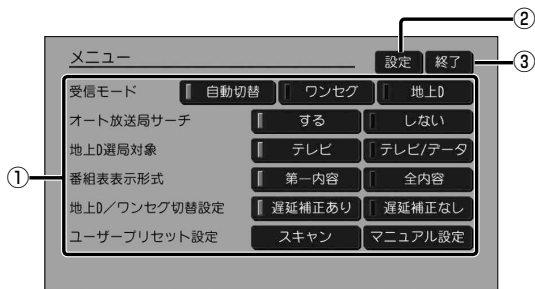 ②
メニュー 設定 終了 ③
受信モード 自動切替 ワンセグ 地上D
オート放送局サーチ する しない
地上D選局対象 テレビ テレビ/データ
① 番組表表示形式 第一内容 全内容
地上D／ワンセグ切替設定 遅延補正あり 遅延補正なし
ユーザープリセット設定 スキャン マニュアル設定